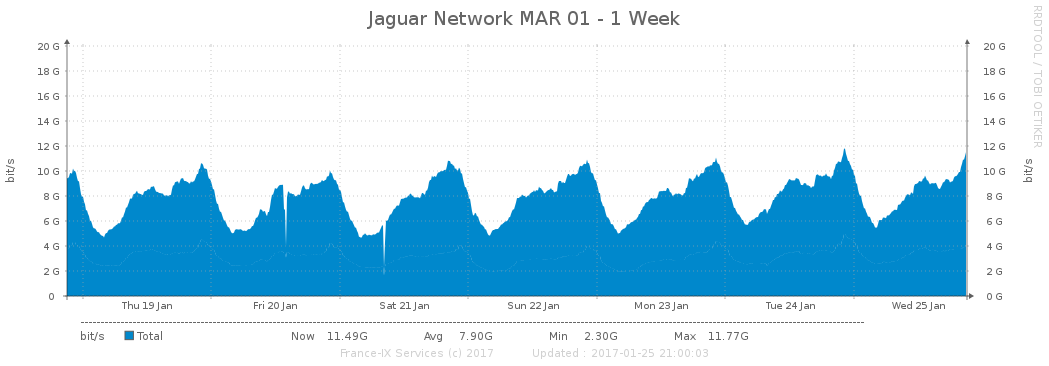 Jaguar Network MAR 01 - 1 Week
RRDTOOL / TOBI OETIKER
bit/s
bit/s
20 G 20 G
18 G 18 G
16 G 16 G
14 G 14 G
12 G 12 G
10 G 10 G
8 G 8 G
6 G 6 G
4 G 4 G
2 G 2 G
0 0 G
Thu 19 Jan Fri 20 Jan Sat 21 Jan Sun 22 Jan Mon 23 Jan Tue 24 Jan Wed 25 Jan
bit/s Total Now 11.49G Avg 7.90G Min 2.30G Max 11.77G
France-IX Services (c) 2017 Updated : 2017-01-25 21:00:03